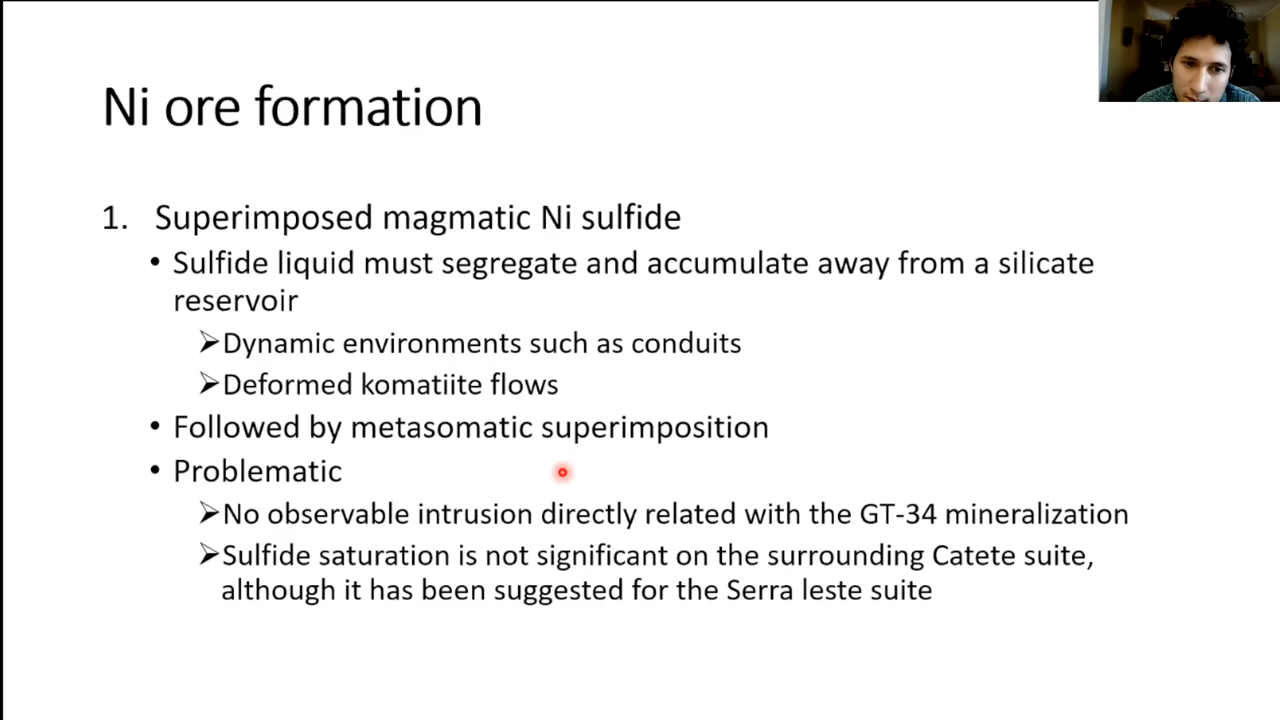 Ni ore formation
1. Superimposed magmatic Ni sulfide
• Sulfide liquid must segregate and accumulate away from a silicate
reservoir
➢Dynamic environments such as conduits
➢Deformed komatiite flows
• Followed by metasomatic superimposition
• Problematic
➢No observable intrusion directly related with the GT-34 mineralization
➢Sulfide saturation is not significant on the surrounding Catete suite,
although it has been suggested for the Serra leste suite